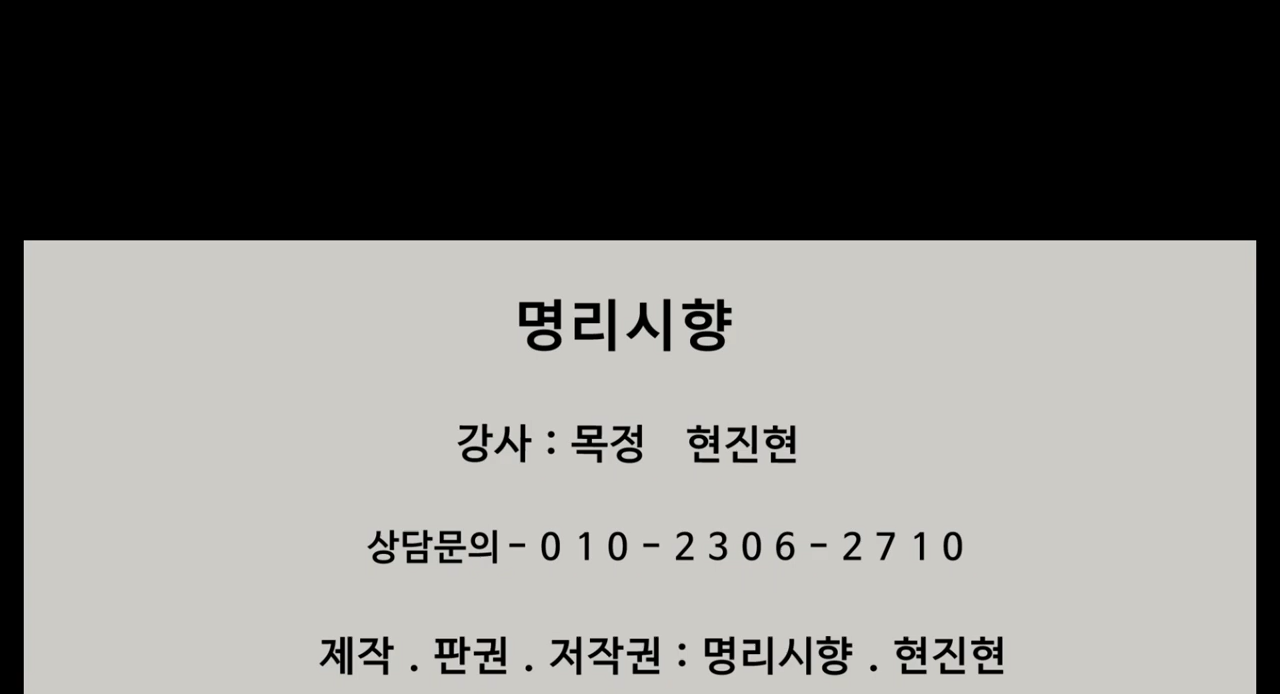 명리시향
강사 : 목정 현진현
상담문의 - 0 1 0 - 2 3 0 6 - 2 7 1 0
제작 . 판권 . 저작권 : 명리시향 . 현진현